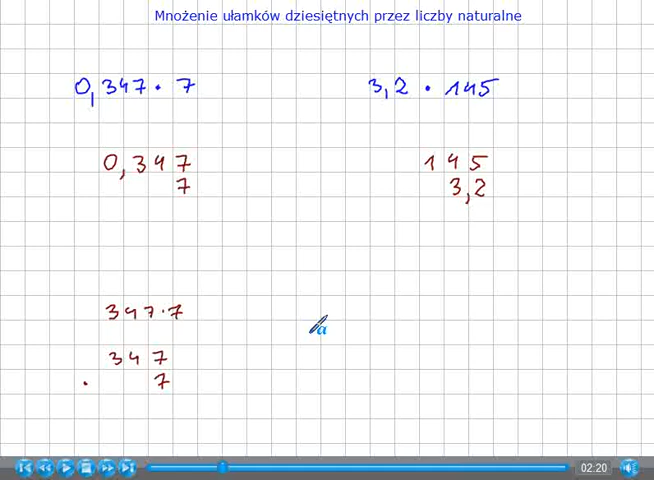 Mnożenie ułamków dziesiętnych przez liczby naturalne
0,347 · 7
3,2 · 145
0,347
7
145
3,2
347·7
347
· 7
02:20